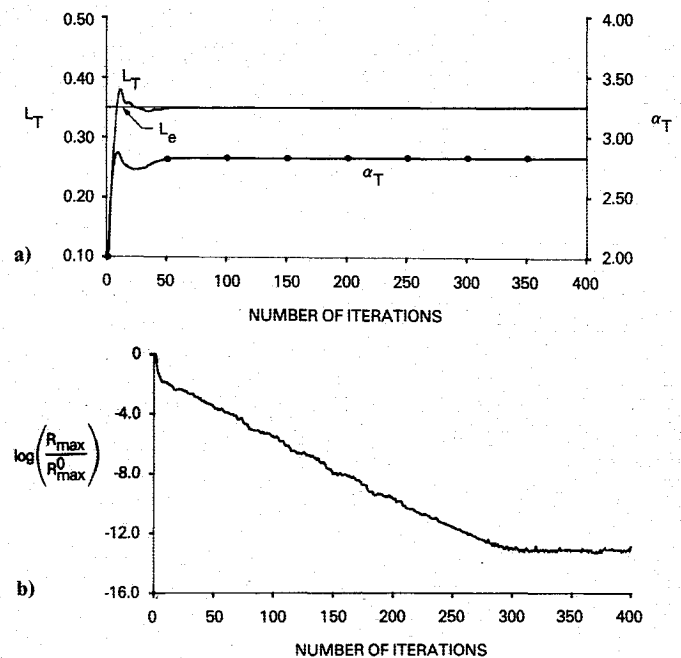 0.50
4.00
0.40
L_T
3.50
L_T
L_e
α_T
0.30
3.00
α_T
0.20
2.50
a)
0.10
2.00
0 50 100 150 200 250 300 350 400
NUMBER OF ITERATIONS
0
-4.0
log(R_max/R^0_max)
-8.0
-12.0
b)
-16.0
0 50 100 150 200 250 300 350 400
NUMBER OF ITERATIONS